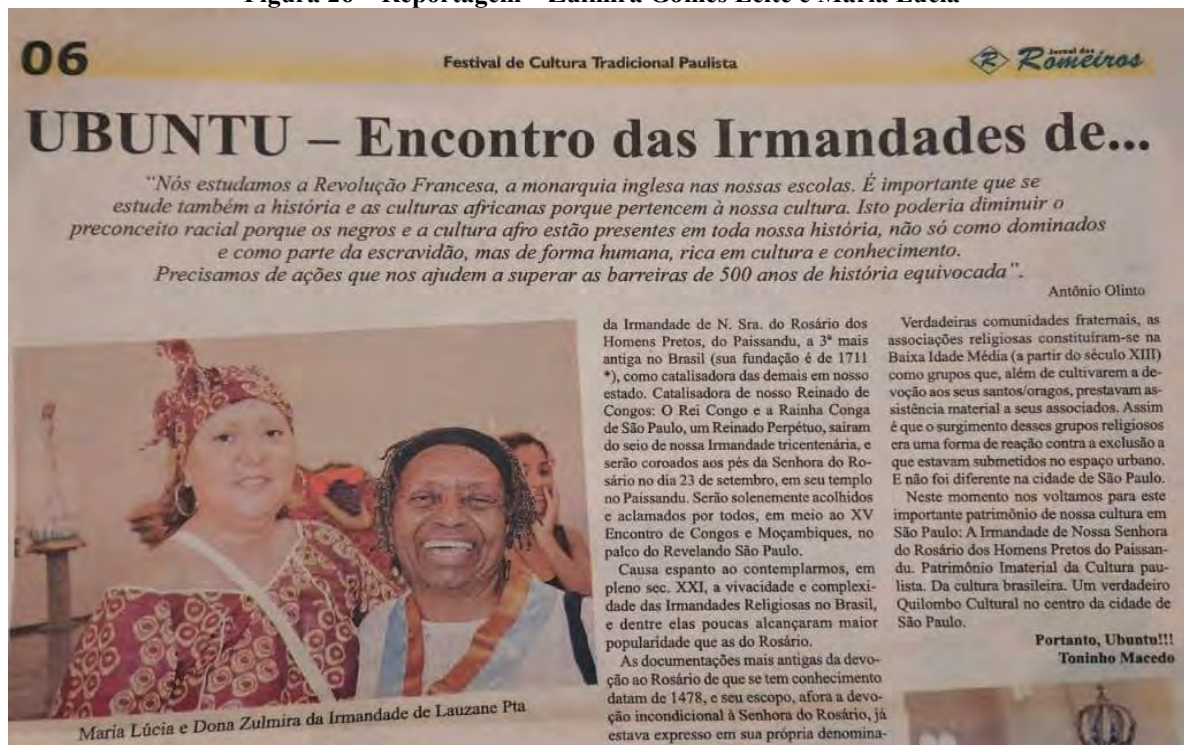 Figura 26 – Reportagem – Zulmira Gomes Leite e Maria Lúcia
06
Festival de Cultura Tradicional Paulista
R Jornal dos Romeiros
UBUNTU – Encontro das Irmandades de...
"Nós estudamos a Revolução Francesa, a monarquia inglesa nas nossas escolas. É importante que se
estude também a história e as culturas africanas porque pertencem à nossa cultura. Isto poderia diminuir o
preconceito racial porque os negros e a cultura afro estão presentes em toda nossa história, não só como dominados
e como parte da escravidão, mas de forma humana, rica em cultura e conhecimento.
Precisamos de ações que nos ajudem a superar as barreiras de 500 anos de história equivocada".
Antônio Olinto
Maria Lúcia e Dona Zulmira da Irmandade de Lauzane Pta
da Irmandade de N. Sra. do Rosário dos
Homens Pretos, do Paissandu, a 3ª mais
antiga no Brasil (sua fundação é de 1711
*), como catalisadora das demais em nosso
estado. Catalisadora de nosso Reinado de
Congos: O Rei Congo e a Rainha Conga
de São Paulo, um Reinado Perpétuo, saíram
do seio de nossa Irmandade tricentenária, e
serão coroados aos pés da Senhora do Ro-
sário no dia 23 de setembro, em seu templo
no Paissandu. Serão solenemente acolhidos
e aclamados por todos, em meio ao XV
Encontro de Congos e Moçambiques, no
palco do Revelando São Paulo.
Causa espanto ao contemplarmos, em
pleno sec. XXI, a vivacidade e complexi-
dade das Irmandades Religiosas no Brasil,
e dentre elas poucas alcançaram maior
popularidade que as do Rosário.
As documentações mais antigas da devo-
ção ao Rosário de que se tem conhecimento
datam de 1478, e seu escopo, afora a devo-
ção incondicional à Senhora do Rosário, já
estava expresso em sua própria denomina-
Verdadeiras comunidades fraternais, as
associações religiosas constituíram-se na
Baixa Idade Média (a partir do século XIII)
como grupos que, além de cultivarem a de-
voção aos seus santos/oragos, prestavam as-
sistência material a seus associados. Assim
é que o surgimento desses grupos religiosos
era uma forma de reação contra a exclusão a
que estavam submetidos no espaço urbano.
E não foi diferente na cidade de São Paulo.
Neste momento nos voltamos para este
importante patrimônio de nossa cultura em
São Paulo: A Irmandade de Nossa Senhora
do Rosário dos Homens Pretos do Paissan-
du. Patrimônio Imaterial da Cultura pau-
lista. Da cultura brasileira. Um verdadeiro
Quilombo Cultural no centro da cidade de
São Paulo.
Portanto, Ubuntu!!!
Toninho Macedo